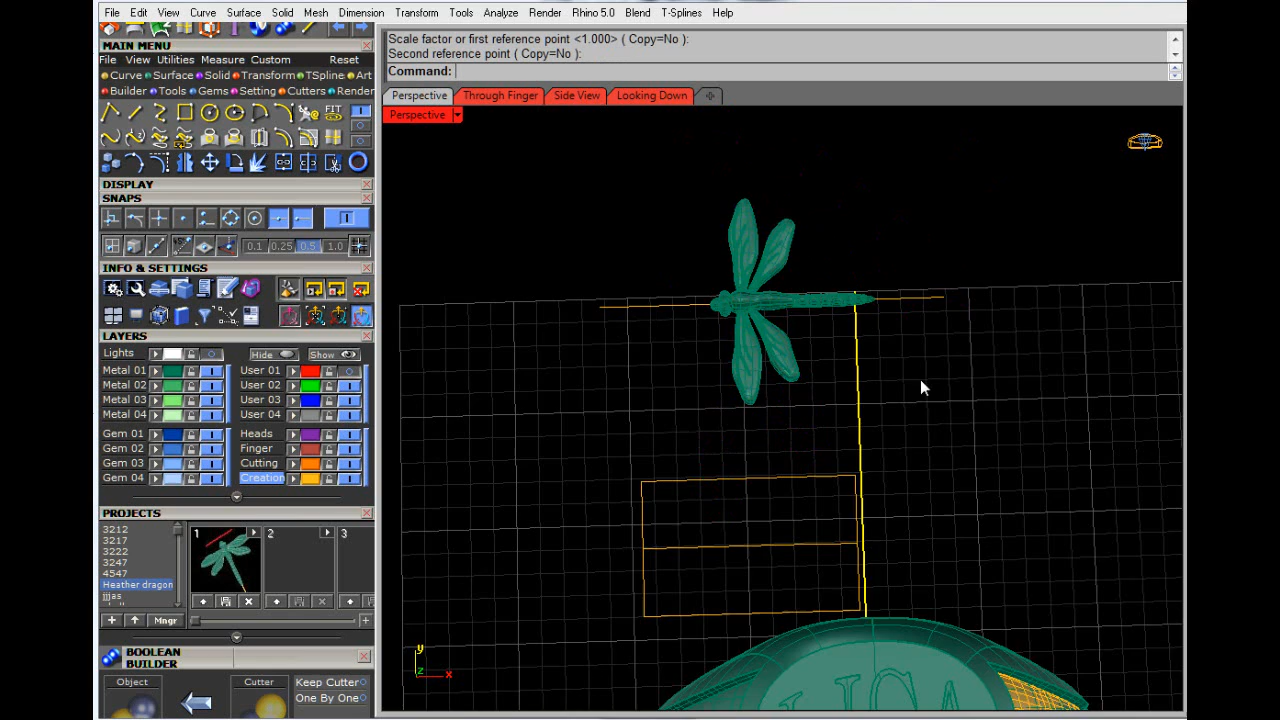 File Edit View Curve Surface Solid Mesh Dimension Transform Tools Analyze Render Rhino 5.0 Blend T-Splines Help
Scale factor or first reference point <1.000> ( Copy=No ):
Second reference point ( Copy=No ):
Command:
Perspective Through Finger Side View Looking Down
Perspective
MAIN MENU
File View Utilities Measure Custom Reset
Curve Surface Solid Transform TSpline Art
Builder Tools Gems Setting Cutters Render
FIT
DISPLAY
SNAPS
0.1 0.25 0.5 1.0
INFO & SETTINGS
LAYERS
Lights Hide Show
Metal 01 User 01
Metal 02 User 02
Metal 03 User 03
Metal 04 User 04
Gem 01 Heads
Gem 02 Finger
Gem 03 Cutting
Gem 04 Creation
PROJECTS
3212 1 2 3
3217
3222
3247
4547
Heather dragon
Mngr
BOOLEAN
BUILDER
Object Cutter Keep Cutter
One By One
y
z x